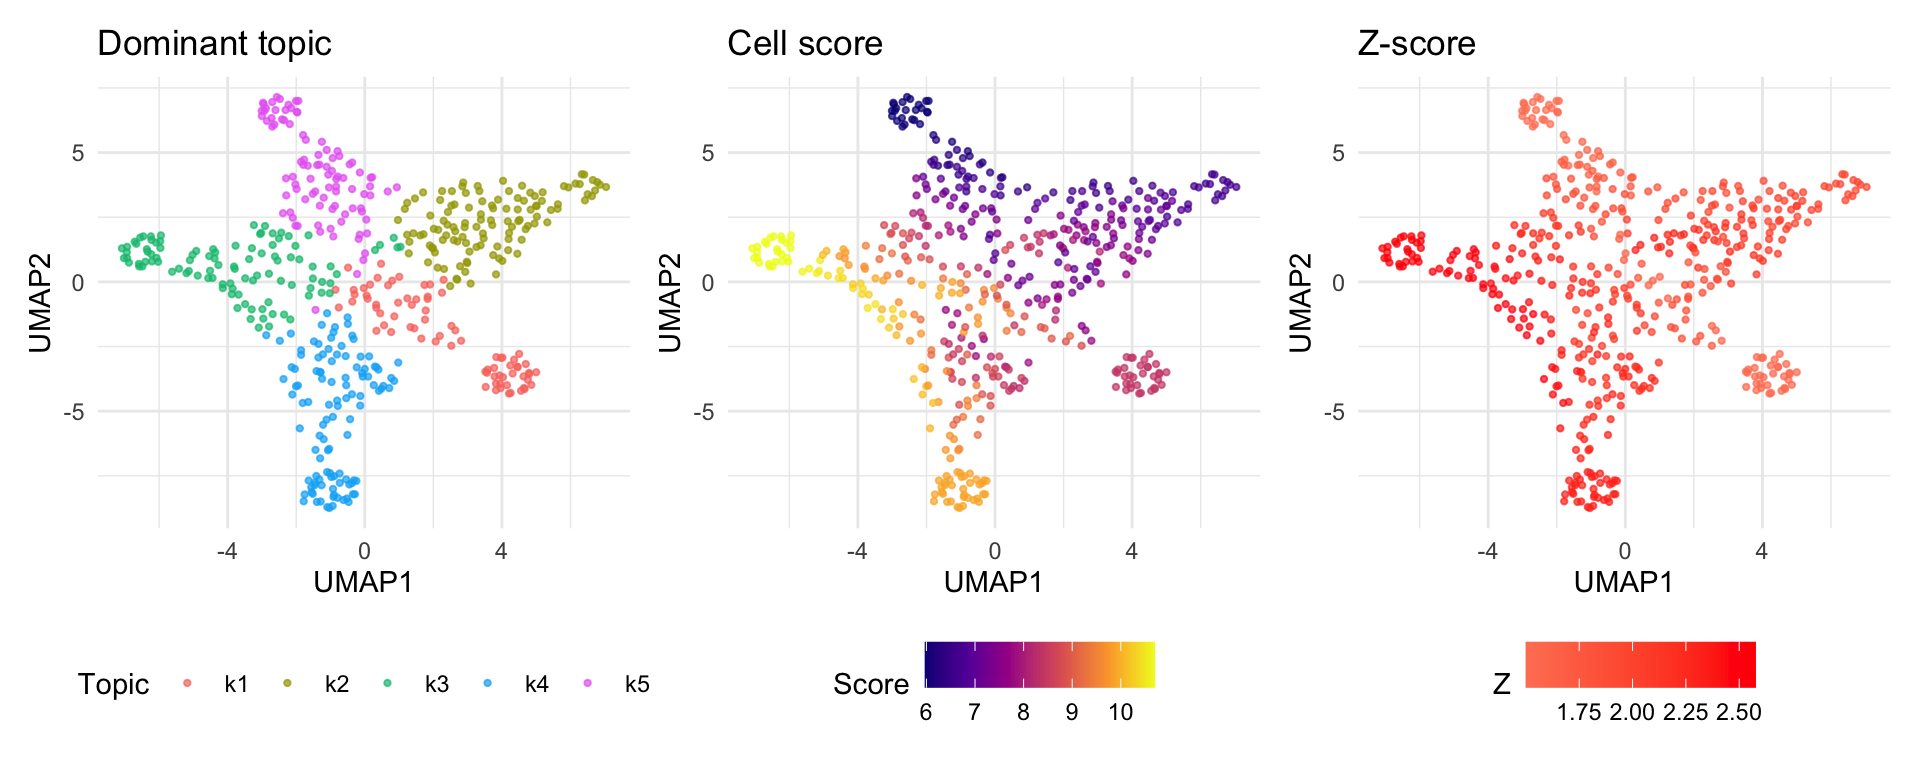 Dominant topic
5
0
-5
UMAP2
-4 0 4
UMAP1
Topic k1 k2 k3 k4 k5
Cell score
5
0
-5
UMAP2
-4 0 4
UMAP1
Score
6 7 8 9 10
Z-score
5
0
-5
UMAP2
-4 0 4
UMAP1
Z
1.75 2.00 2.25 2.50